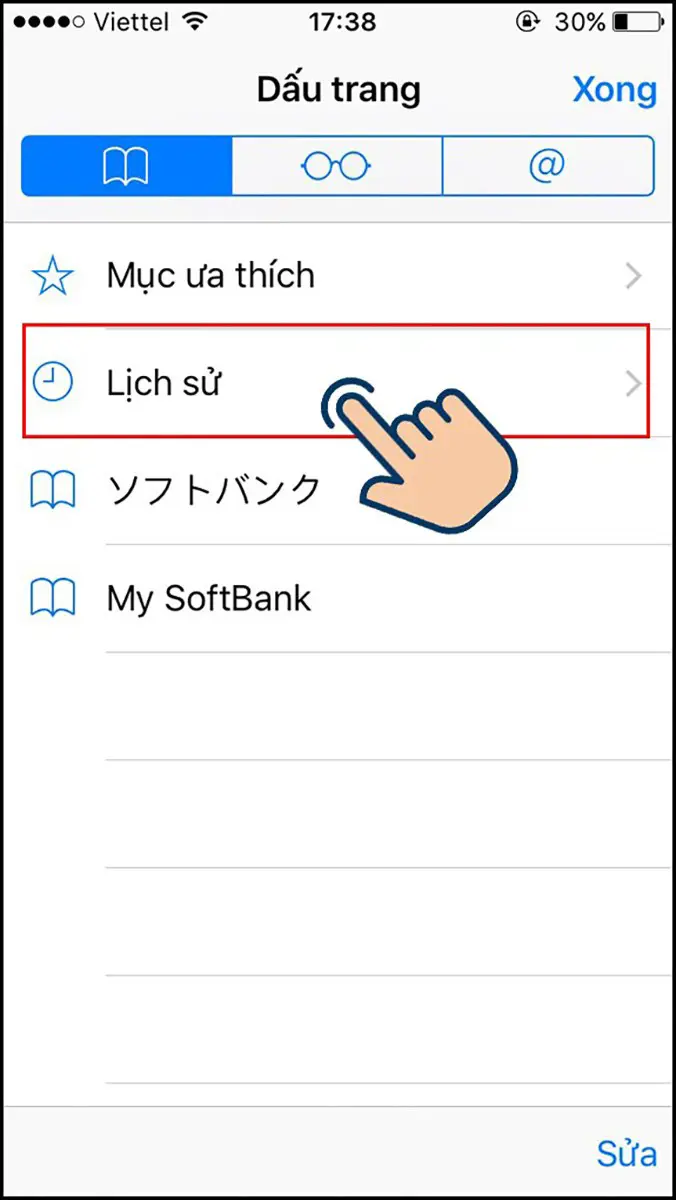 Viettel 17:38 30%
Dấu trang Xong
@
Mục ưa thích
Lịch sử
ソフトバンク
My SoftBank
Sửa